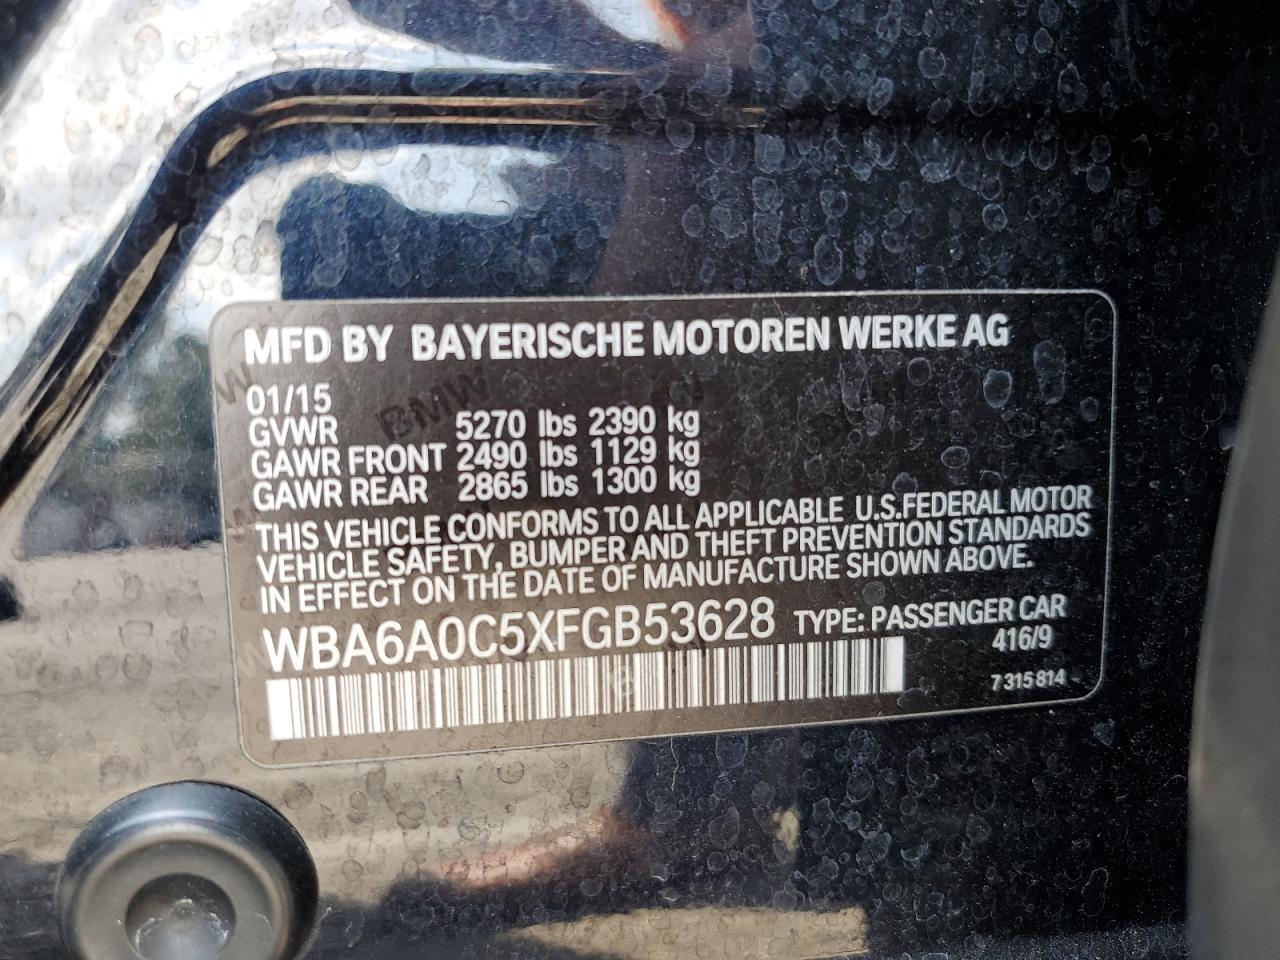 MFD BY BAYERISCHE MOTOREN WERKE AG
01/15
GVWR 5270 lbs 2390 kg
GAWR FRONT 2490 lbs 1129 kg
GAWR REAR 2865 lbs 1300 kg
THIS VEHICLE CONFORMS TO ALL APPLICABLE U.S.FEDERAL MOTOR
VEHICLE SAFETY, BUMPER AND THEFT PREVENTION STANDARDS
IN EFFECT ON THE DATE OF MANUFACTURE SHOWN ABOVE.
WBA6A0C5XFGB53628 TYPE: PASSENGER CAR
416/9
7 315 814
BMW